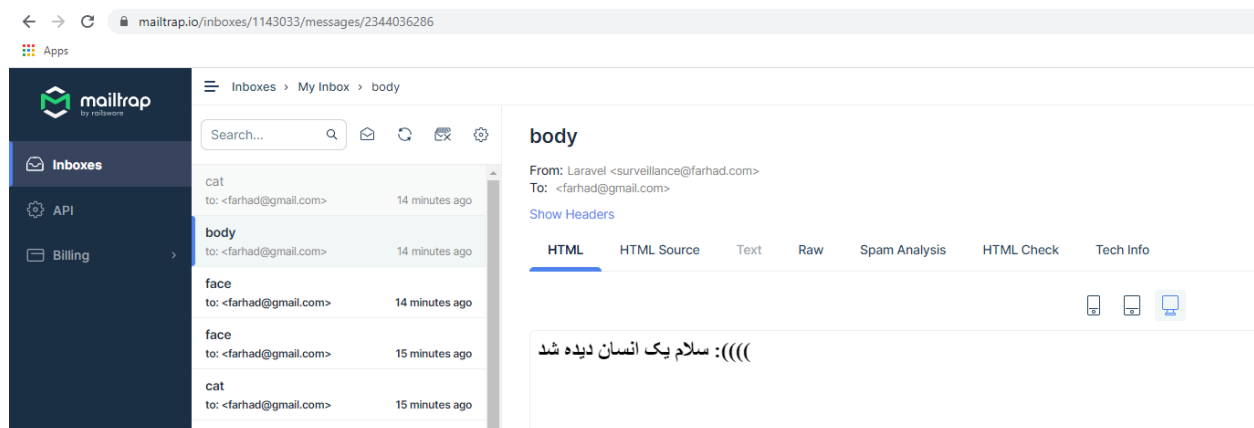 mailtrap.io/inboxes/1143033/messages/2344036286
Apps
mailtrap
by railsware
Inboxes
API
Billing
Inboxes › My Inbox › body
Search...
cat
to: <farhad@gmail.com> 14 minutes ago
body
to: <farhad@gmail.com> 14 minutes ago
face
to: <farhad@gmail.com> 14 minutes ago
face
to: <farhad@gmail.com> 15 minutes ago
cat
to: <farhad@gmail.com> 15 minutes ago
body
From: Laravel <surveillance@farhad.com>
To: <farhad@gmail.com>
Show Headers
HTML HTML Source Text Raw Spam Analysis HTML Check Tech Info
سلام یک انسان دیده شد :((((